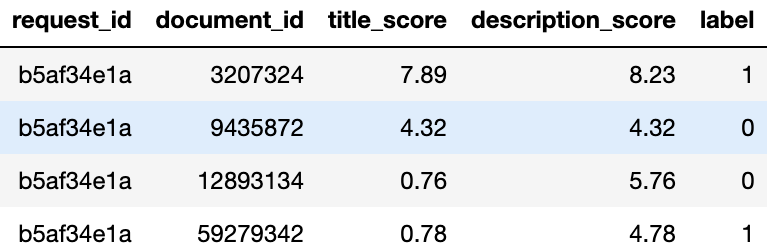 request_id document_id title_score description_score label
b5af34e1a 3207324 7.89 8.23 1
b5af34e1a 9435872 4.32 4.32 0
b5af34e1a 12893134 0.76 5.76 0
b5af34e1a 59279342 0.78 4.78 1